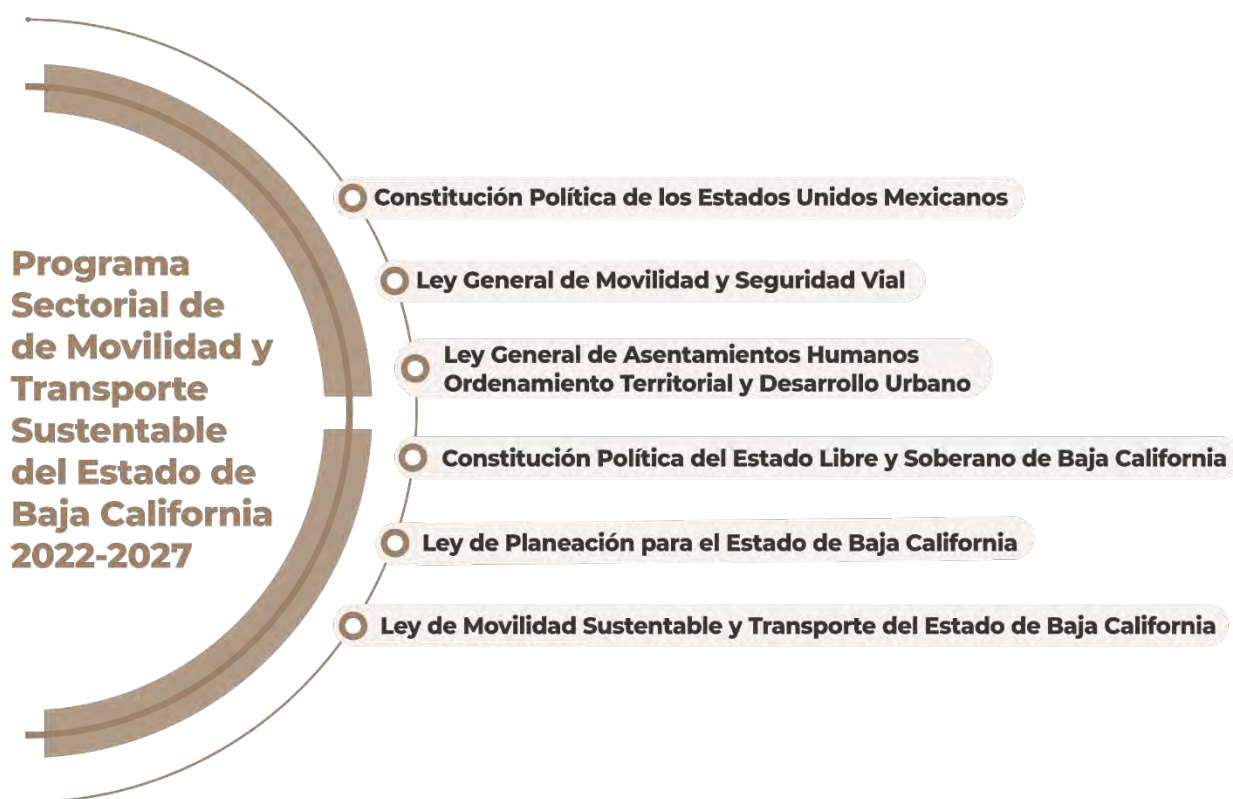 Programa
Sectorial de
de Movilidad y
Transporte
Sustentable
del Estado de
Baja California
2022-2027
Constitución Política de los Estados Unidos Mexicanos
Ley General de Movilidad y Seguridad Vial
Ley General de Asentamientos Humanos
Ordenamiento Territorial y Desarrollo Urbano
Constitución Política del Estado Libre y Soberano de Baja California
Ley de Planeación para el Estado de Baja California
Ley de Movilidad Sustentable y Transporte del Estado de Baja California